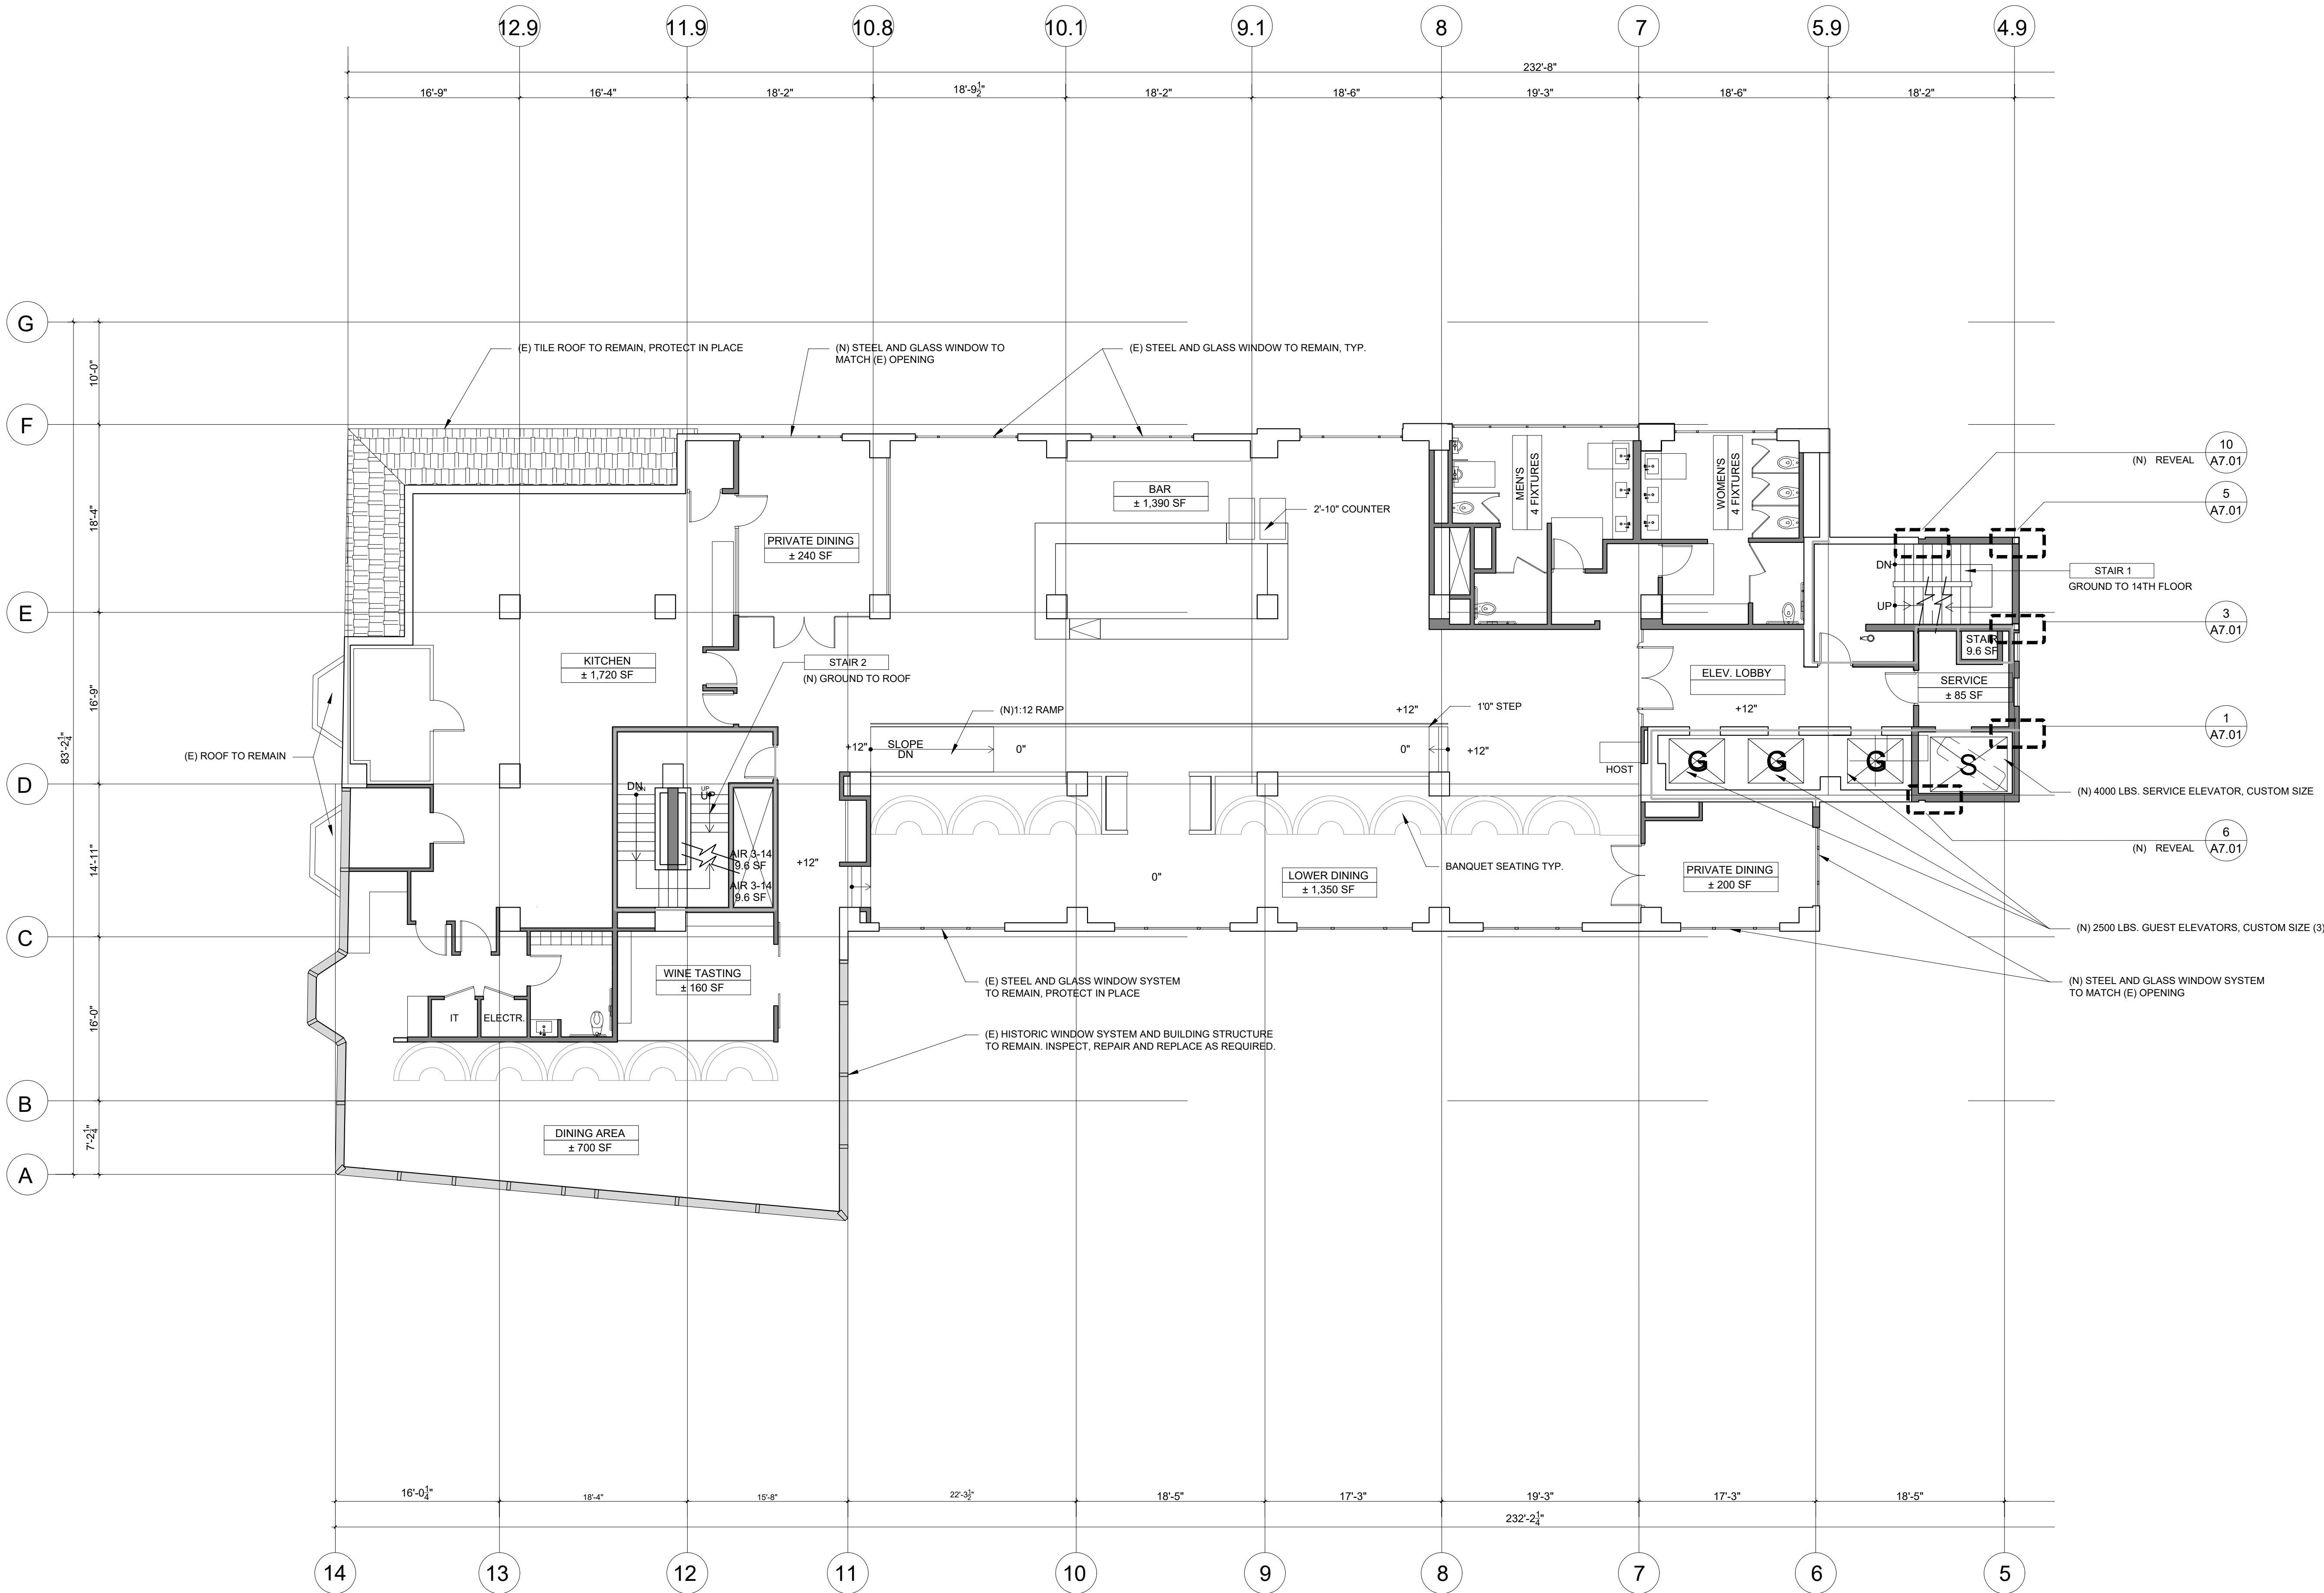 12.9
11.9
10.8
10.1
9.1
8
7
5.9
4.9
232'-8"
16'-9"
16'-4"
18'-2"
18'-9½"
18'-2"
18'-6"
19'-3"
18'-6"
18'-2"
G
F
E
D
C
B
A
10'-0"
18'-4"
16'-9"
14'-11"
16'-0"
7'-2¼"
83'-2¼"
(E) TILE ROOF TO REMAIN, PROTECT IN PLACE
(N) STEEL AND GLASS WINDOW TO
MATCH (E) OPENING
(E) STEEL AND GLASS WINDOW TO REMAIN, TYP.
10
A7.01
(N) REVEAL
5
A7.01
BAR
± 1,390 SF
2'-10" COUNTER
MEN'S
4 FIXTURES
WOMEN'S
4 FIXTURES
PRIVATE DINING
± 240 SF
DN
UP
STAIR 1
GROUND TO 14TH FLOOR
3
A7.01
STAIR
9.6 SF
KITCHEN
± 1,720 SF
STAIR 2
(N) GROUND TO ROOF
ELEV. LOBBY
SERVICE
± 85 SF
(N)1:12 RAMP
+12"
1'0" STEP
+12"
1
A7.01
+12"
SLOPE
DN
0"
0"
+12"
(E) ROOF TO REMAIN
HOST
G
G
G
S
DN
DN
UP
UP
(N) 4000 LBS. SERVICE ELEVATOR, CUSTOM SIZE
6
A7.01
(N) REVEAL
AIR 3-14
9.6 SF
AIR 3-14
9.6 SF
+12"
0"
BANQUET SEATING TYP.
LOWER DINING
± 1,350 SF
PRIVATE DINING
± 200 SF
(N) 2500 LBS. GUEST ELEVATORS, CUSTOM SIZE (3)
WINE TASTING
± 160 SF
(E) STEEL AND GLASS WINDOW SYSTEM
TO REMAIN, PROTECT IN PLACE
(N) STEEL AND GLASS WINDOW SYSTEM
TO MATCH (E) OPENING
IT
ELECTR.
(E) HISTORIC WINDOW SYSTEM AND BUILDING STRUCTURE
TO REMAIN. INSPECT, REPAIR AND REPLACE AS REQUIRED.
DINING AREA
± 700 SF
16'-0¼"
18'-4"
15'-8"
22'-3½"
18'-5"
17'-3"
19'-3"
17'-3"
18'-5"
232'-2¼"
14
13
12
11
10
9
8
7
6
5